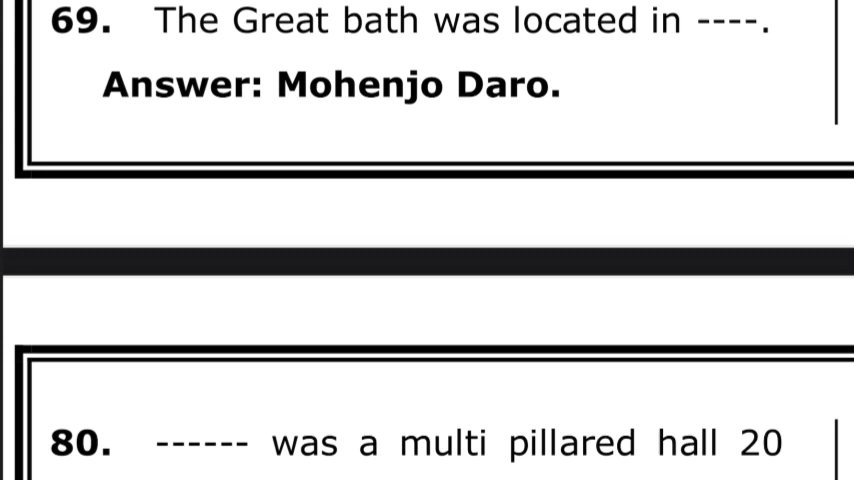 69. The Great bath was located in ----.
Answer: Mohenjo Daro.
80. ------ was a multi pillared hall 20